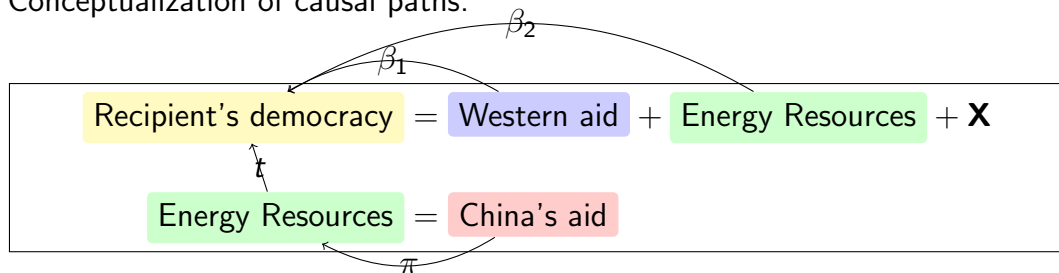 Conceptualization of causal paths:
β₂
β₁
Recipient's democracy = Western aid + Energy Resources + X
t
Energy Resources = China's aid
π